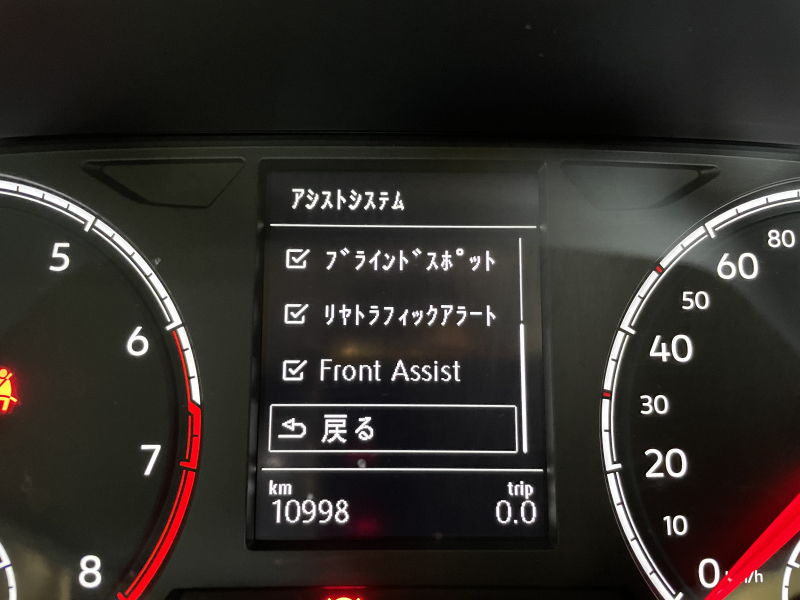 アシストシステム
ブラインドスポット
リヤトラフィックアラート
Front Assist
戻る
km trip
10998 0.0
5
6
7
8
80
60
50
40
30
20
10
0 km/h